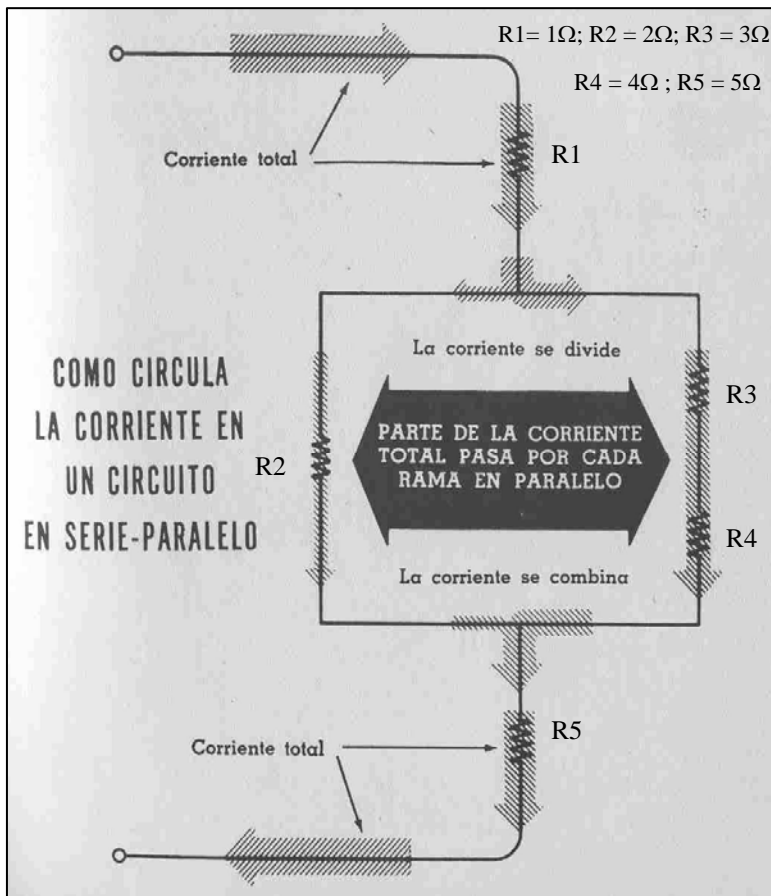 R1= 1Ω; R2 = 2Ω; R3 = 3Ω
R4 = 4Ω ; R5 = 5Ω
Corriente total
R1
La corriente se divide
COMO CIRCULA
LA CORRIENTE EN
UN CIRCUITO
EN SERIE-PARALELO
R2
PARTE DE LA CORRIENTE
TOTAL PASA POR CADA
RAMA EN PARALELO
R3
R4
La corriente se combina
Corriente total
R5